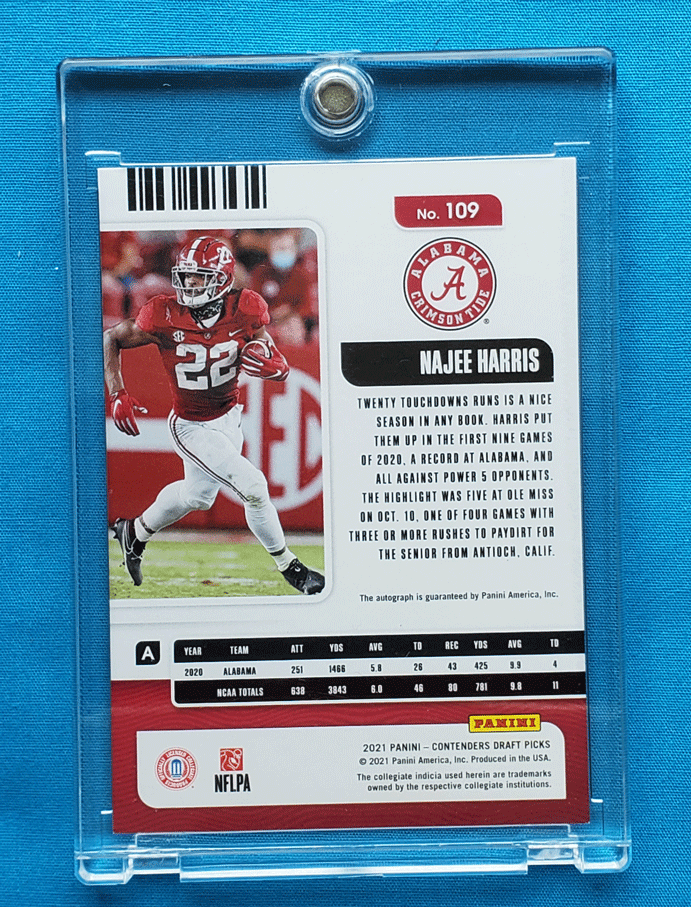 No. 109
ALABAMA
CRIMSON TIDE
®
22
SEC
NAJEE HARRIS
TWENTY TOUCHDOWNS RUNS IS A NICE
SEASON IN ANY BOOK. HARRIS PUT
THEM UP IN THE FIRST NINE GAMES
OF 2020, A RECORD AT ALABAMA, AND
ALL AGAINST POWER 5 OPPONENTS.
THE HIGHLIGHT WAS FIVE AT OLE MISS
ON OCT. 10, ONE OF FOUR GAMES WITH
THREE OR MORE RUSHES TO PAYDIRT FOR
THE SENIOR FROM ANTIOCH, CALIF.
The autograph is guaranteed by Panini America, Inc.
A
YEAR TEAM ATT YDS AVG TD REC YDS AVG TD
2020 ALABAMA 251 1466 5.8 26 43 425 9.9 4
NCAA TOTALS 638 3843 6.0 46 80 781 9.8 11
PANINI
2021 PANINI – CONTENDERS DRAFT PICKS
© 2021 Panini America, Inc. Produced in the USA.
The collegiate indicia used herein are trademarks
owned by the respective collegiate institutions.
OFFICIALLY LICENSED COLLEGIATE PRODUCTS
NFLPA